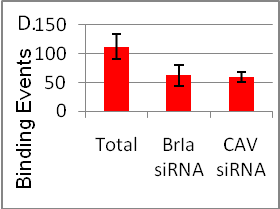 D.
150
100
50
0
Binding Events
Total BrIa CAV
siRNA siRNA